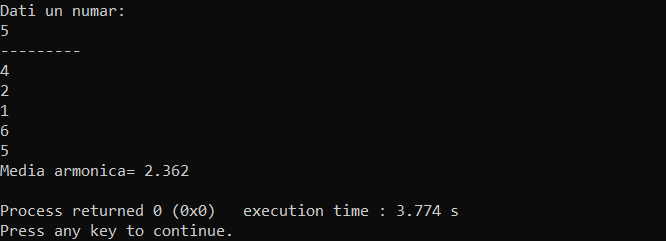 Dati un numar:
5
---------
4
2
1
6
5
Media armonica= 2.362
Process returned 0 (0x0)   execution time : 3.774 s
Press any key to continue.